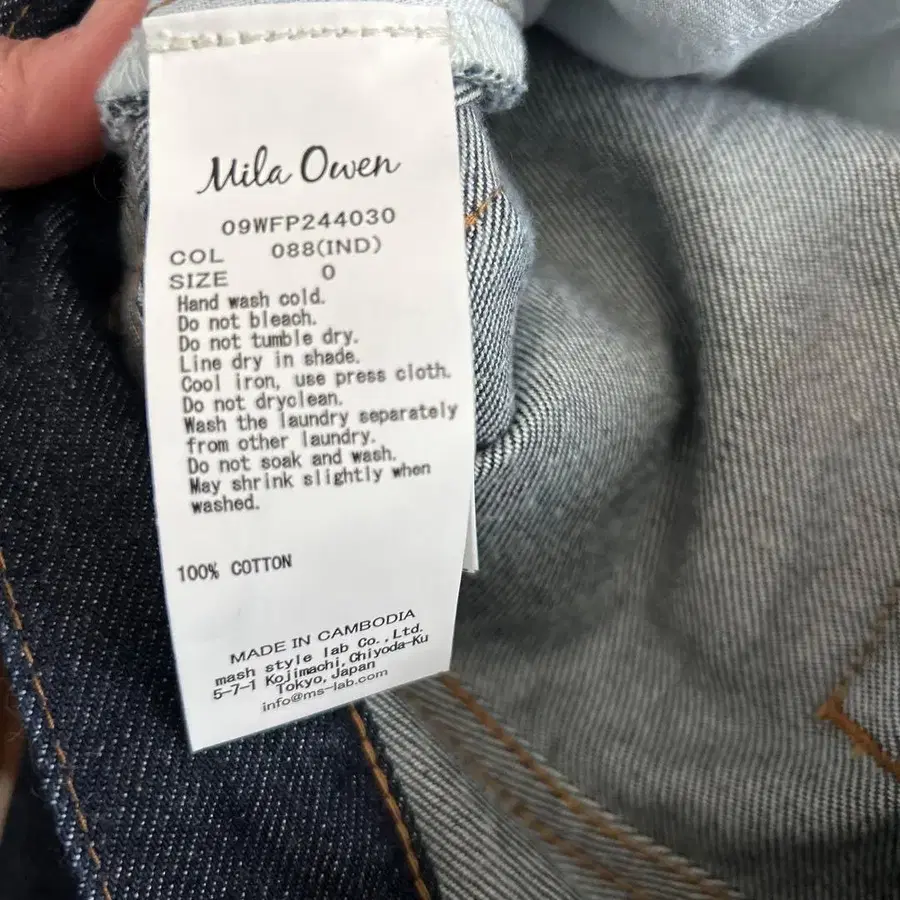 Mila Owen
09WFP244030
COL 088(IND)
SIZE 0
Hand wash cold.
Do not bleach.
Do not tumble dry.
Line dry in shade.
Cool iron, use press cloth.
Do not dryclean.
Wash the laundry separately
from other laundry.
Do not soak and wash.
May shrink slightly when
washed.
100% COTTON
MADE IN CAMBODIA
mash style lab Co.,Ltd.
5-7-1 Kojimachi,Chiyoda-Ku
Tokyo,Japan
info@ms-lab.com